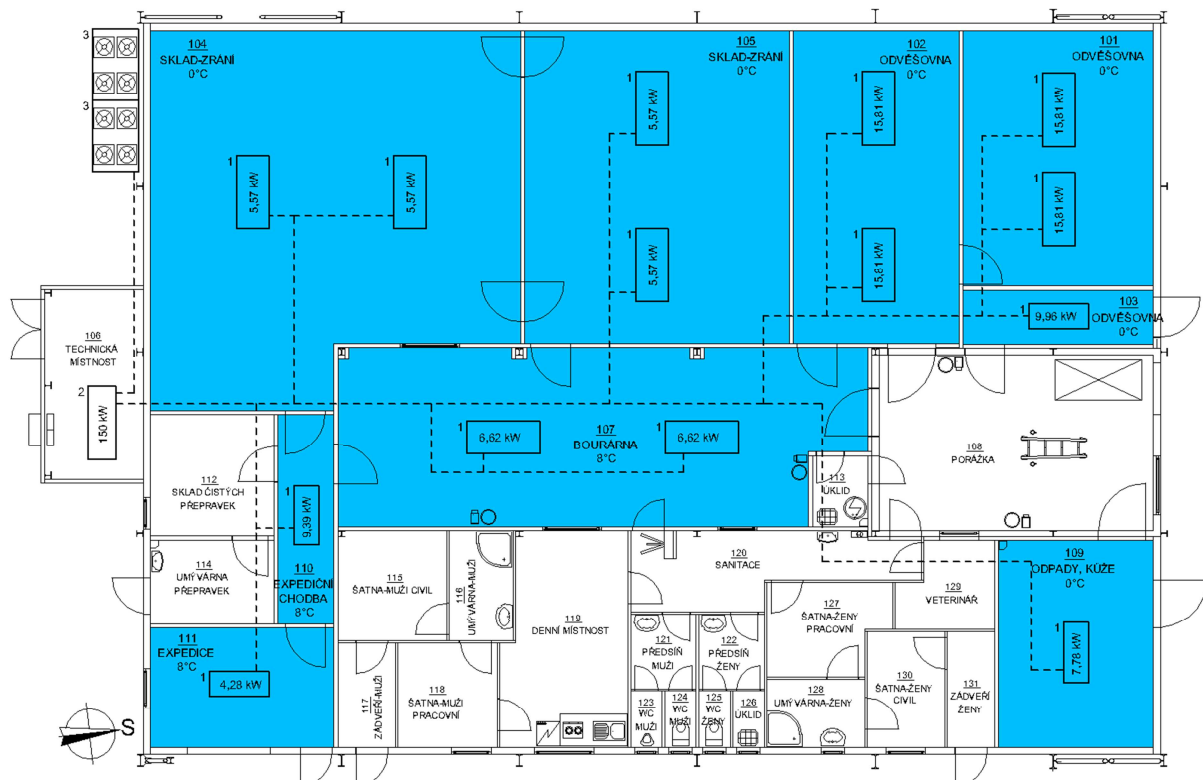 3
3
104
SKLAD-ZRÁNÍ
0°C
1
5,57 kW
1
5,57 kW
105
SKLAD-ZRÁNÍ
0°C
1
5,57 kW
1
5,57 kW
102
ODVĚŠOVNA
0°C
1
15,81 kW
1
15,81 kW
101
ODVĚŠOVNA
0°C
1
15,81 kW
1
15,81 kW
103
ODVĚŠOVNA
0°C
1
9,96 kW
106
TECHNICKÁ
MÍSTNOST
2
150 kW
107
BOURÁRNA
8°C
1
6,62 kW
1
6,62 kW
108
PORÁŽKA
112
SKLAD ČISTÝCH
PŘEPRAVEK
1
9,39 kW
110
EXPEDIČNÍ
CHODBA
8°C
113
ÚKLID
114
UMÝVÁRNA
PŘEPRAVEK
111
EXPEDICE
8°C
1
4,28 kW
115
ŠATNA-MUŽI CIVIL
116
UMÝVÁRNA-MUŽI
117
ZÁDVEŘÍ-MUŽI
118
ŠATNA-MUŽI
PRACOVNÍ
119
DENNÍ MÍSTNOST
120
SANITACE
121
PŘEDSÍŇ
MUŽI
122
PŘEDSÍŇ
ŽENY
123
WC
MUŽI
124
WC
MUŽI
125
WC
ŽENY
126
ÚKLID
127
ŠATNA-ŽENY
PRACOVNÍ
128
UMÝVÁRNA-ŽENY
129
VETERINÁŘ
130
ŠATNA-ŽENY
CIVIL
131
ZÁDVEŘÍ
ŽENY
109
ODPADY, KŮŽE
0°C
1
7,78 kW
S